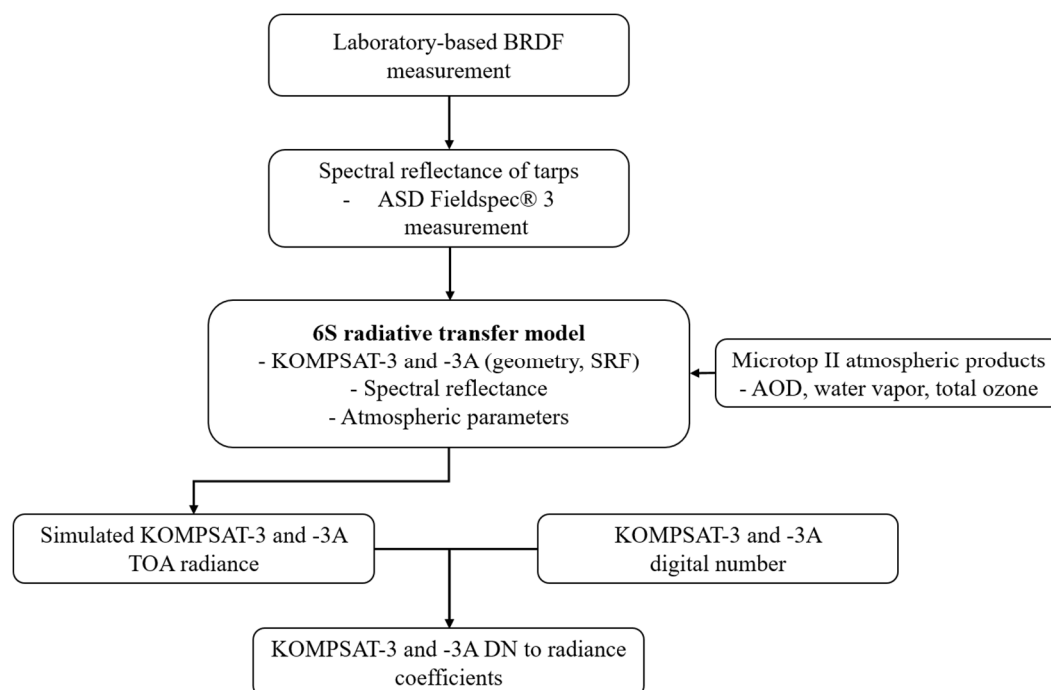 Laboratory-based BRDF
measurement
Spectral reflectance of tarps
- ASD Fieldspec® 3
measurement
6S radiative transfer model
- KOMPSAT-3 and -3A (geometry, SRF)
- Spectral reflectance
- Atmospheric parameters
Microtop II atmospheric products
- AOD, water vapor, total ozone
Simulated KOMPSAT-3 and -3A
TOA radiance
KOMPSAT-3 and -3A
digital number
KOMPSAT-3 and -3A DN to radiance
coefficients